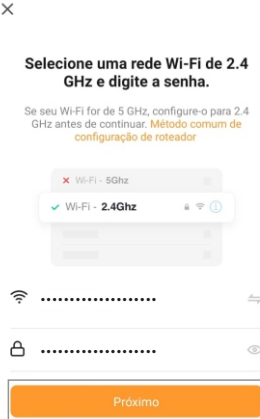 Selecione uma rede Wi-Fi de 2.4
GHz e digite a senha.
Se seu Wi-Fi for de 5 GHz, configure-o para 2.4
GHz antes de continuar. Método comum de
configuração de roteador
Wi-Fi - 5Ghz
Wi-Fi - 2.4Ghz
Próximo